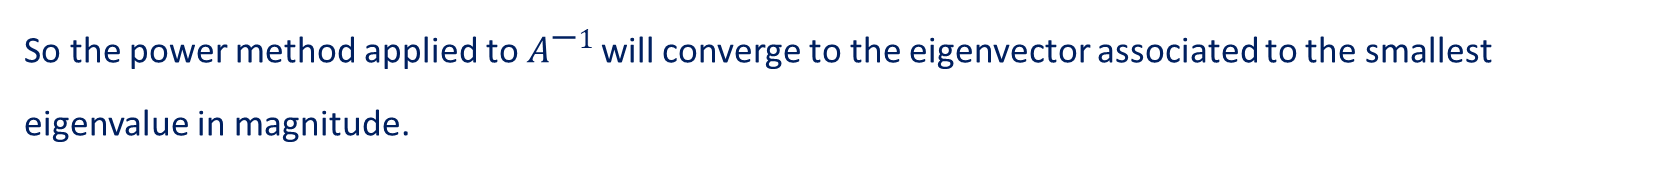 So the power method applied to A⁻¹ will converge to the eigenvector associated to the smallest
eigenvalue in magnitude.